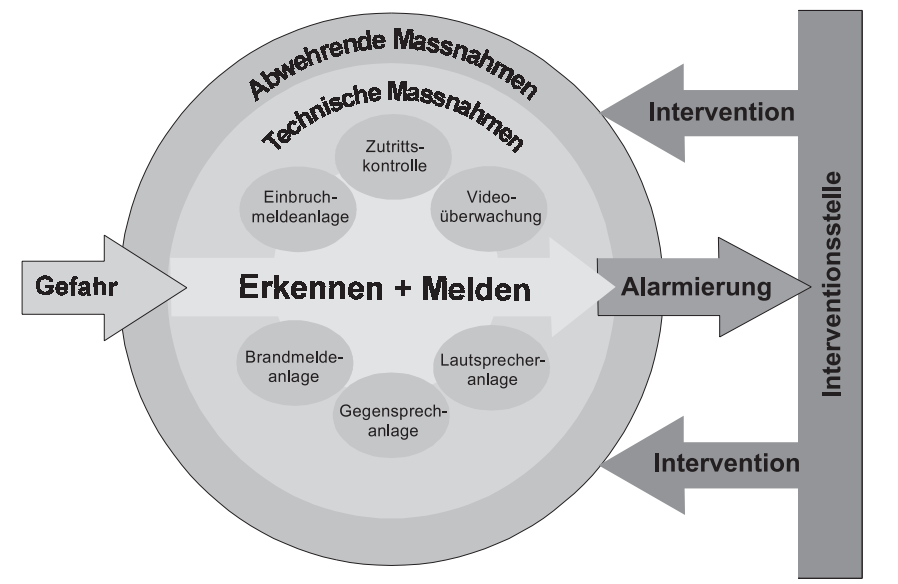 Abwehrende Massnahmen
Technische Massnahmen
Zutritts-
kontrolle
Einbruch-
meldeanlage
Video-
überwachung
Gefahr
Erkennen + Melden
Alarmierung
Brandmelde-
anlage
Lautsprecher-
anlage
Gegensprech-
anlage
Intervention
Intervention
Interventionsstelle